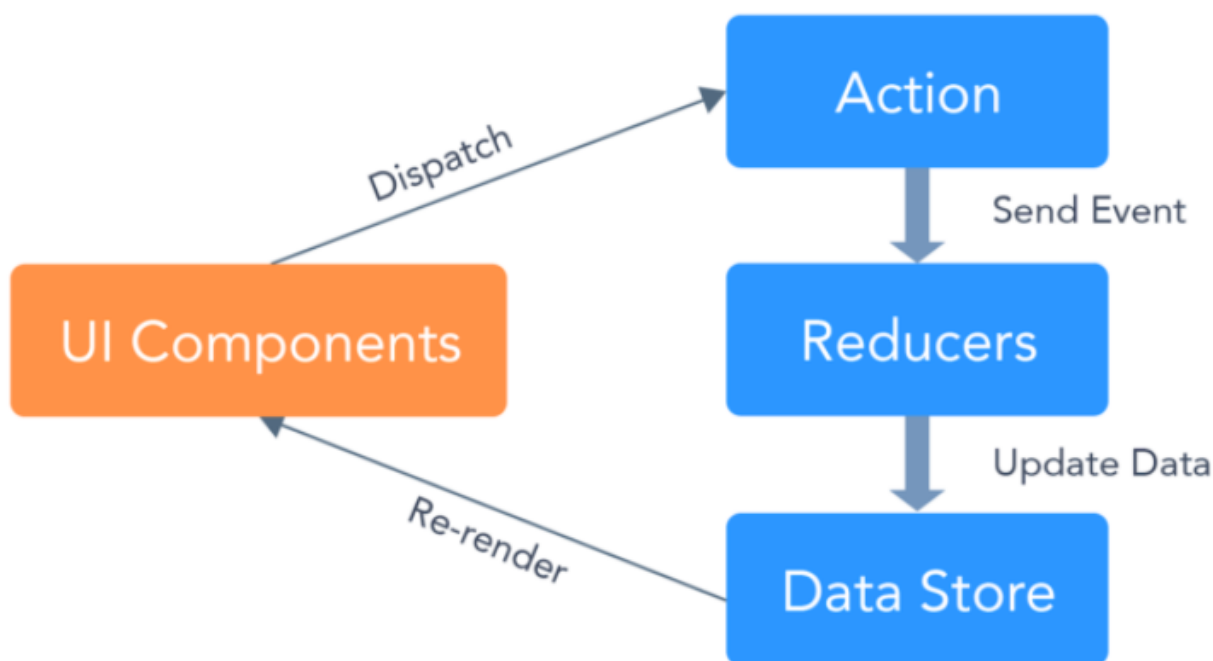 Action
Dispatch
Send Event
UI Components
Reducers
Update Data
Re-render
Data Store